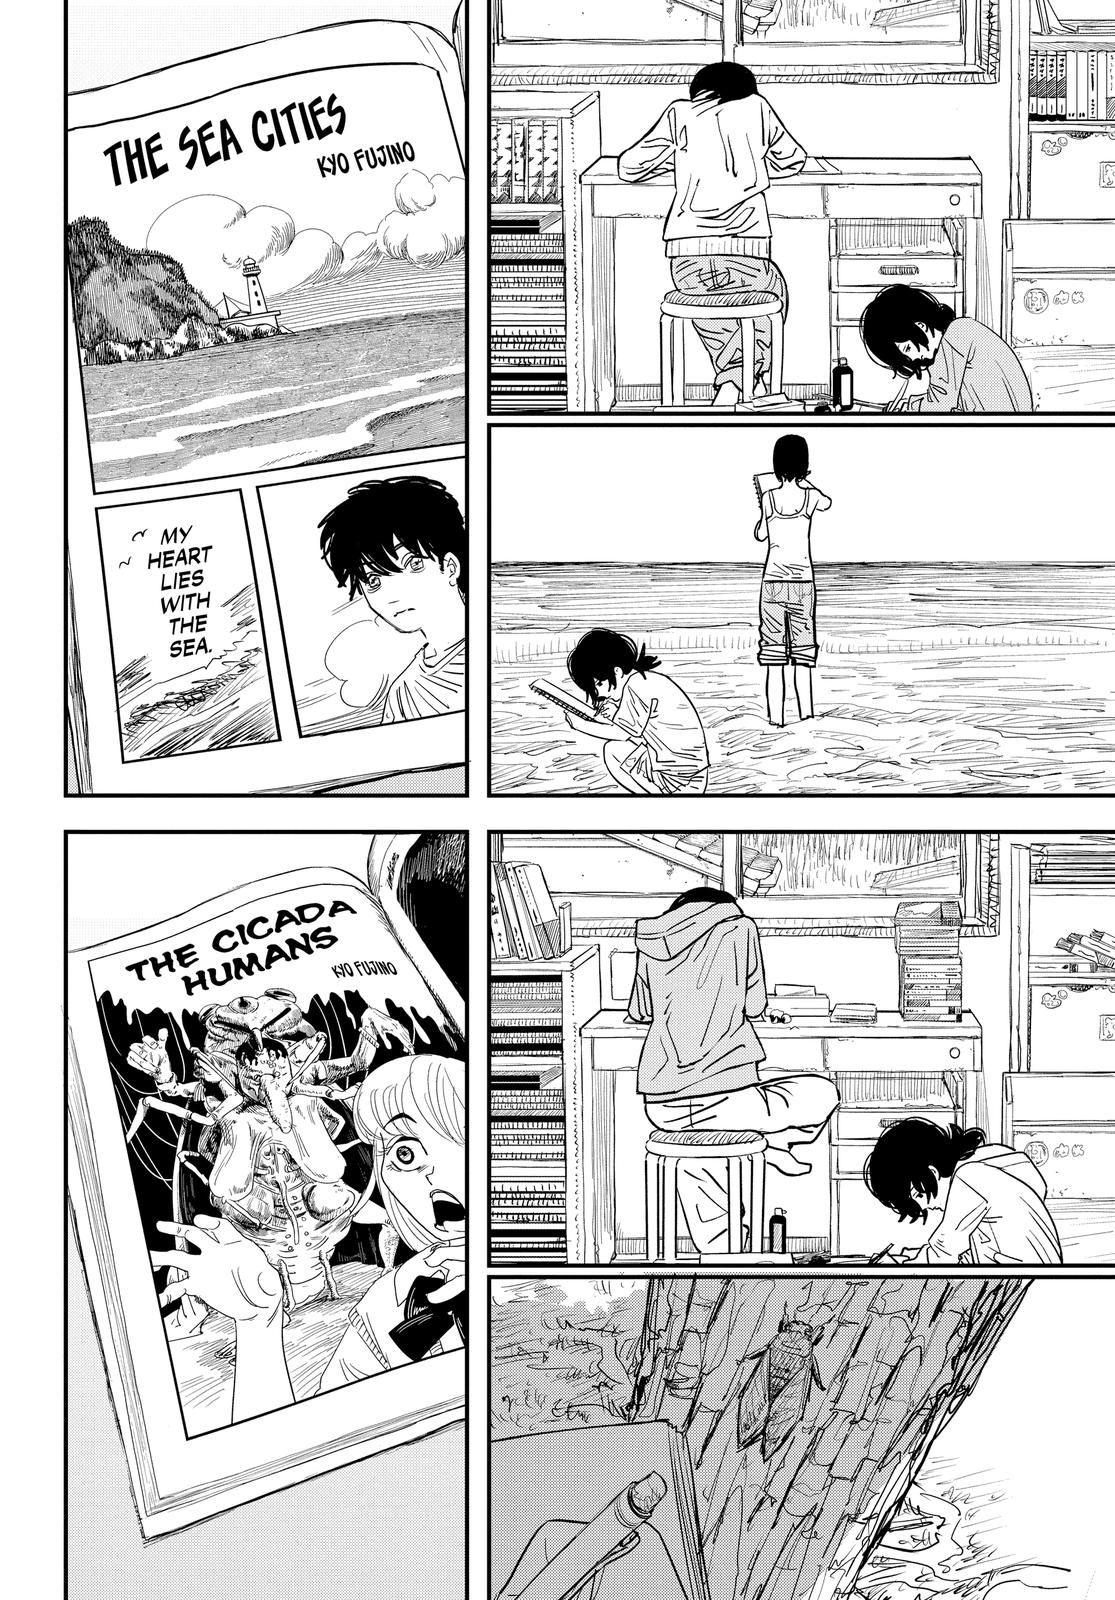 THE SEA CITIES
KYO FUJINO
MY
HEART
LIES
WITH
THE
SEA.
THE CICADA
HUMANS
KYO FUJINO